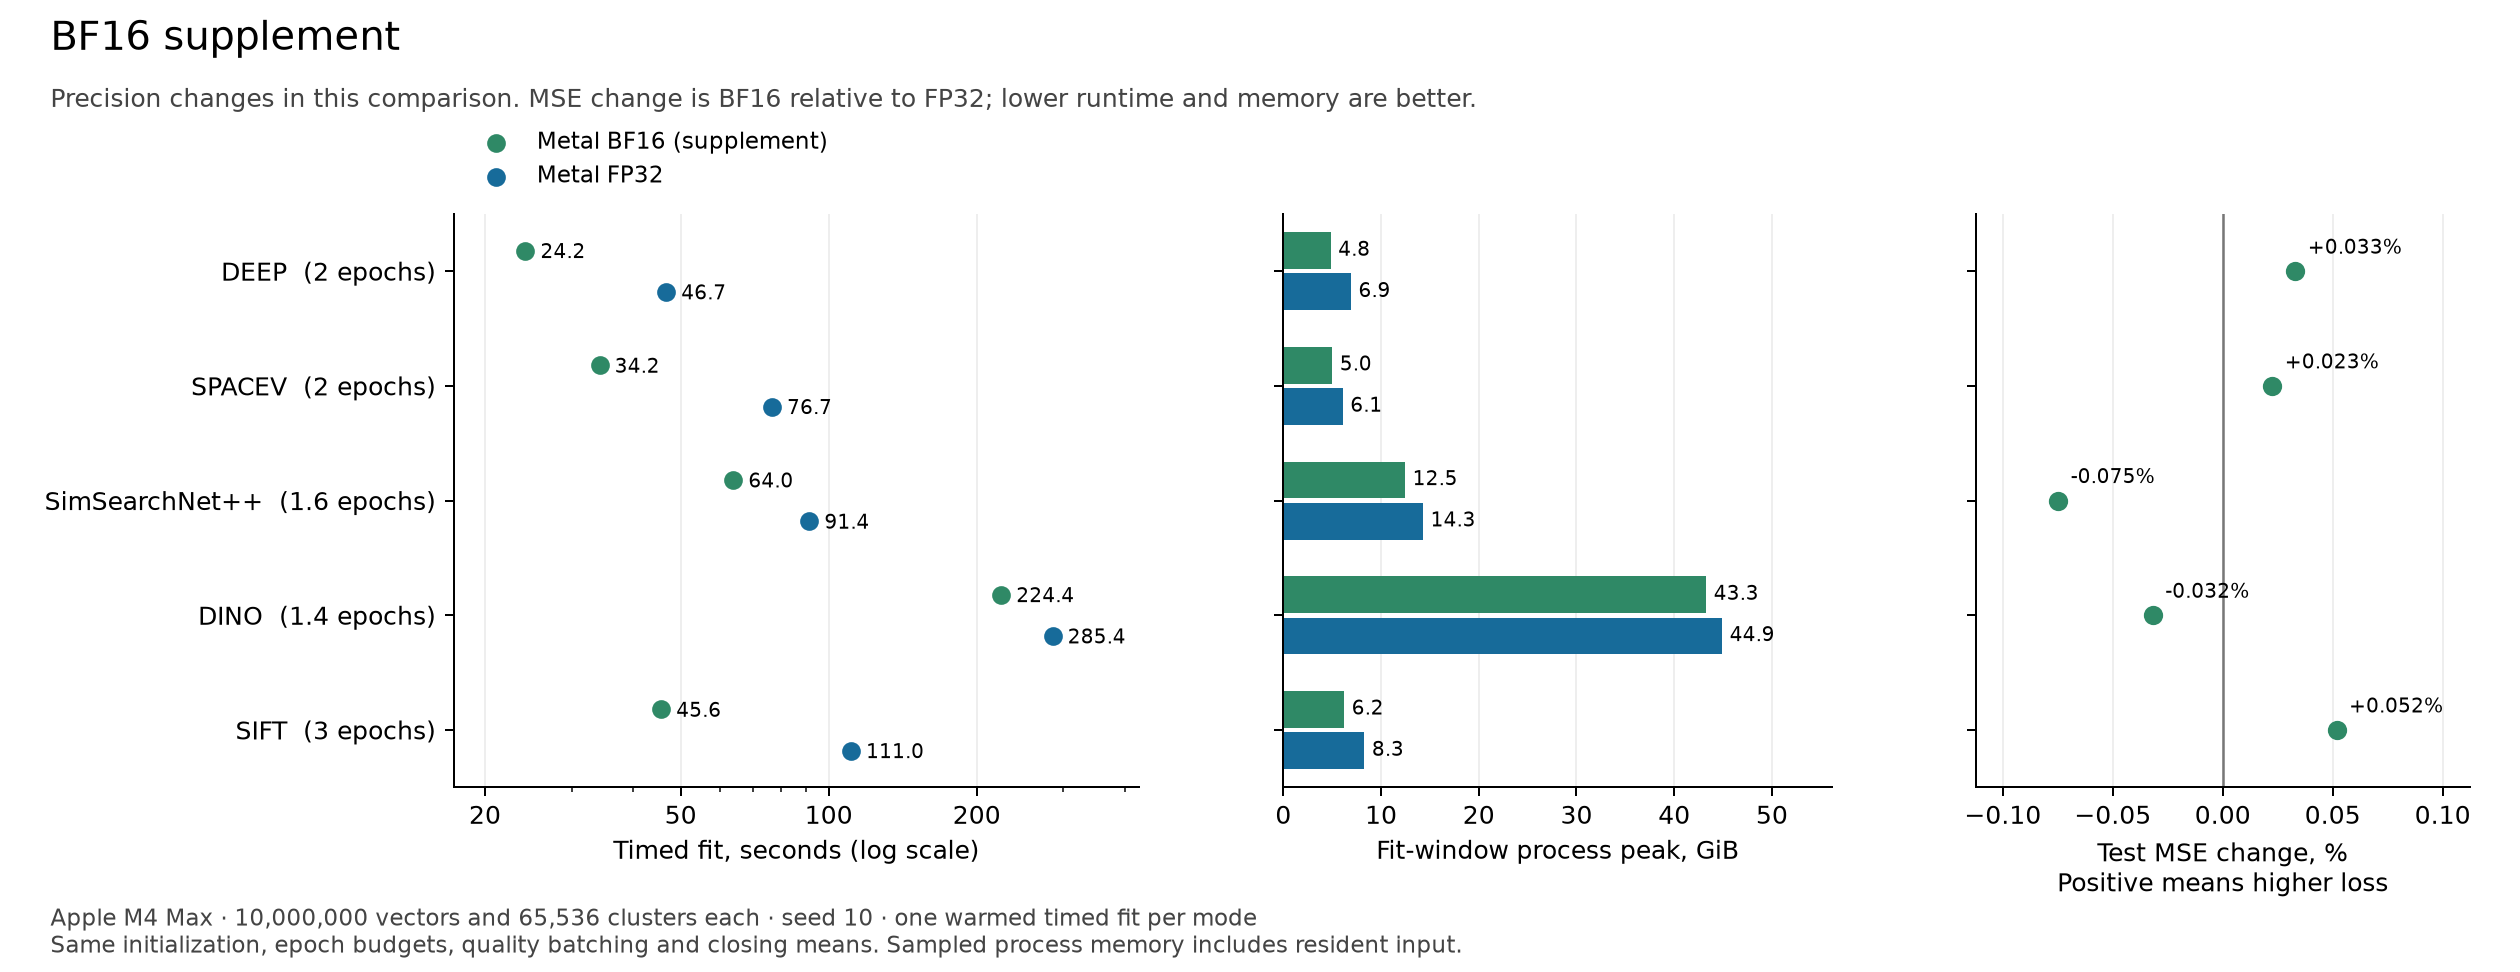 BF16 supplement
Precision changes in this comparison. MSE change is BF16 relative to FP32; lower runtime and memory are better.
Metal BF16 (supplement)
Metal FP32
DEEP (2 epochs)
SPACEV (2 epochs)
SimSearchNet++ (1.6 epochs)
DINO (1.4 epochs)
SIFT (3 epochs)
24.2
46.7
34.2
76.7
64.0
91.4
224.4
285.4
45.6
111.0
20 50 100 200
Timed fit, seconds (log scale)
4.8
6.9
5.0
6.1
12.5
14.3
43.3
44.9
6.2
8.3
0 10 20 30 40 50
Fit-window process peak, GiB
+0.033%
+0.023%
-0.075%
-0.032%
+0.052%
−0.10 −0.05 0.00 0.05 0.10
Test MSE change, %
Positive means higher loss
Apple M4 Max · 10,000,000 vectors and 65,536 clusters each · seed 10 · one warmed timed fit per mode
Same initialization, epoch budgets, quality batching and closing means. Sampled process memory includes resident input.